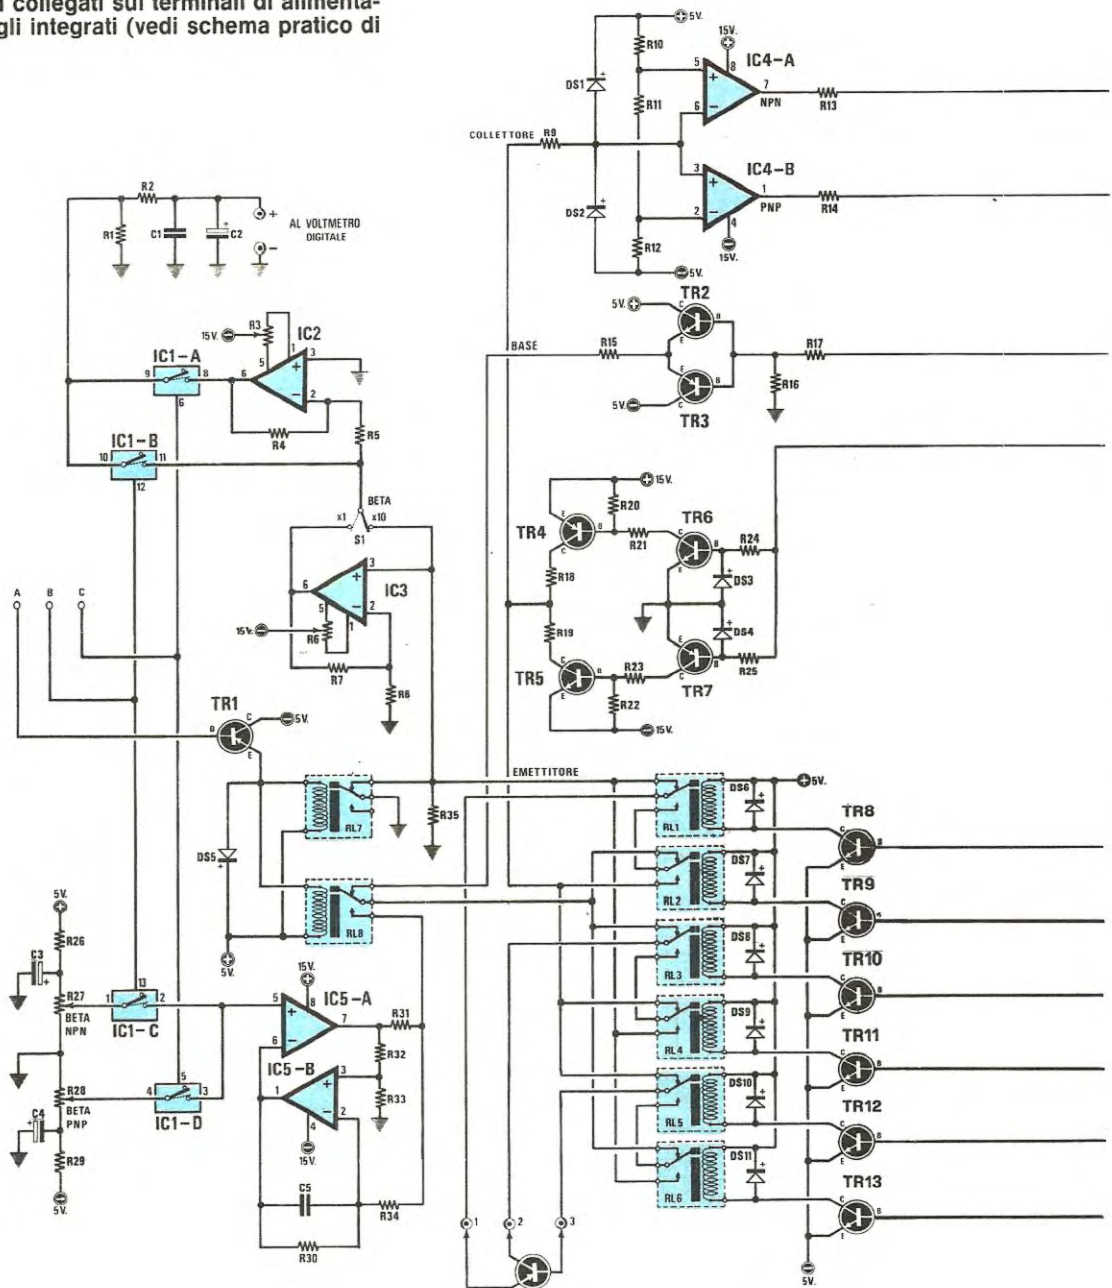 i collegati sui terminali di alimenta-
gli integrati (vedi schema pratico di
5V.
R10
15V.
IC4-A
8
5
7
DS1
R11
6
NPN
R13
COLLETTORE
R9
IC4-B
3
1
DS2
2
PNP
R14
4
R12
15V.
5V.
R2
AL VOLTMETRO
DIGITALE
R1
C1
C2
TR2
5V.
C
B
E
BASE
R15
R17
R16
E
B
5V.
C
TR3
R3
IC2
15V.
1
3
5
IC1-A
9
8
6
2
6
R4
R5
IC1-B
10
11
12
BETA
x1
x10
S1
3
IC3
6
5
2
15V.
R6
1
R7
R8
15V.
R20
TR4
E
B
C
R21
TR6
C
B
E
R24
R18
DS3
R19
DS4
TR5
C
B
E
R23
R22
E
B
C
TR7
R25
15V.
A
B
C
TR1
B
C
5V.
E
EMETTITORE
RL7
R35
DS5
RL8
5V.
DS6
5V.
RL1
TR8
C
B
E
DS7
RL2
TR9
C
B
E
DS8
RL3
TR10
C
B
E
DS9
RL4
TR11
C
B
E
DS10
RL5
TR12
C
B
E
DS11
RL6
TR13
C
B
E
5V.
5V.
R26
C3
R27
BETA
NPN
1
13
2
IC1-C
R28
BETA
PNP
4
5
3
IC1-D
C4
R29
5V.
15V.
5
8
IC5-A
7
R31
6
R32
IC5-B
1
3
2
R33
4
15V.
C5
R34
R30
1
2
3